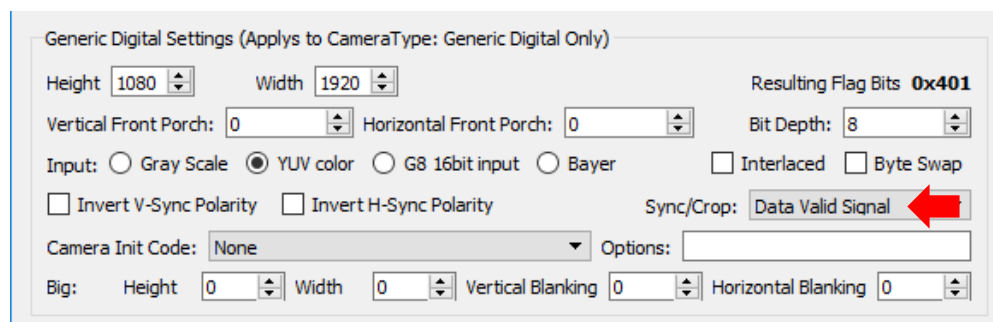 Generic Digital Settings (Applys to CameraType: Generic Digital Only)
Height 1080 Width 1920 Resulting Flag Bits 0x401
Vertical Front Porch: 0 Horizontal Front Porch: 0 Bit Depth: 8
Input: Gray Scale YUV color G8 16bit input Bayer Interlaced Byte Swap
Invert V-Sync Polarity Invert H-Sync Polarity Sync/Crop: Data Valid Signal
Camera Init Code: None Options:
Big: Height 0 Width 0 Vertical Blanking 0 Horizontal Blanking 0